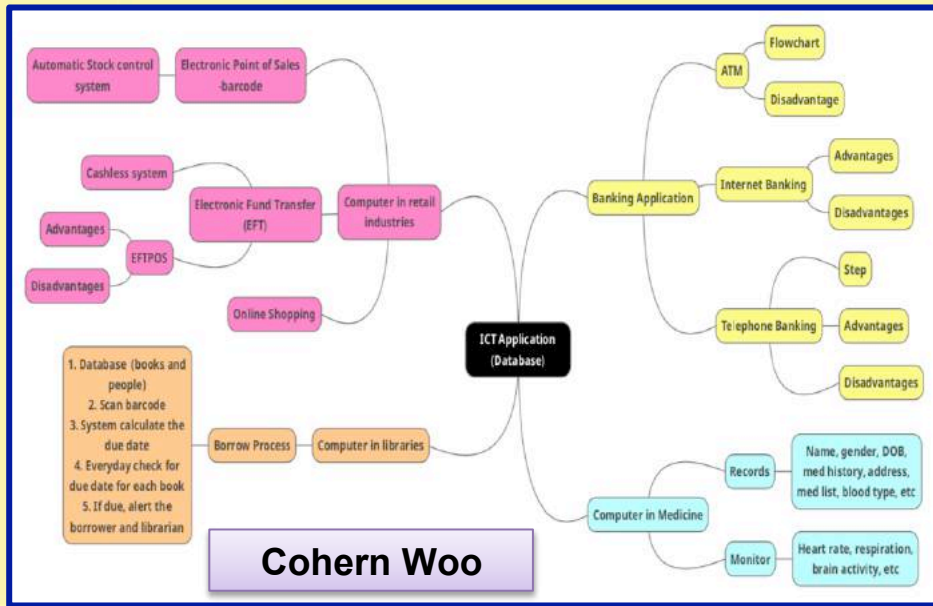 Automatic Stock control
system
Electronic Point of Sales
-barcode
Cashless system
Electronic Fund Transfer
(EFT)
Computer in retail
industries
Advantages
EFTPOS
Disadvantages
Online Shopping
ICT Application
(Database)
1. Database (books and
people)
2. Scan barcode
3. System calculate the
due date
4. Everyday check for
due date for each book
5. If due, alert the
borrower and librarian
Borrow Process
Computer in libraries
Flowchart
ATM
Disadvantage
Banking Application
Internet Banking
Advantages
Disadvantages
Step
Telephone Banking
Advantages
Disadvantages
Computer in Medicine
Records
Name, gender, DOB,
med history, address,
med list, blood type, etc
Monitor
Heart rate, respiration,
brain activity, etc
Cohern Woo